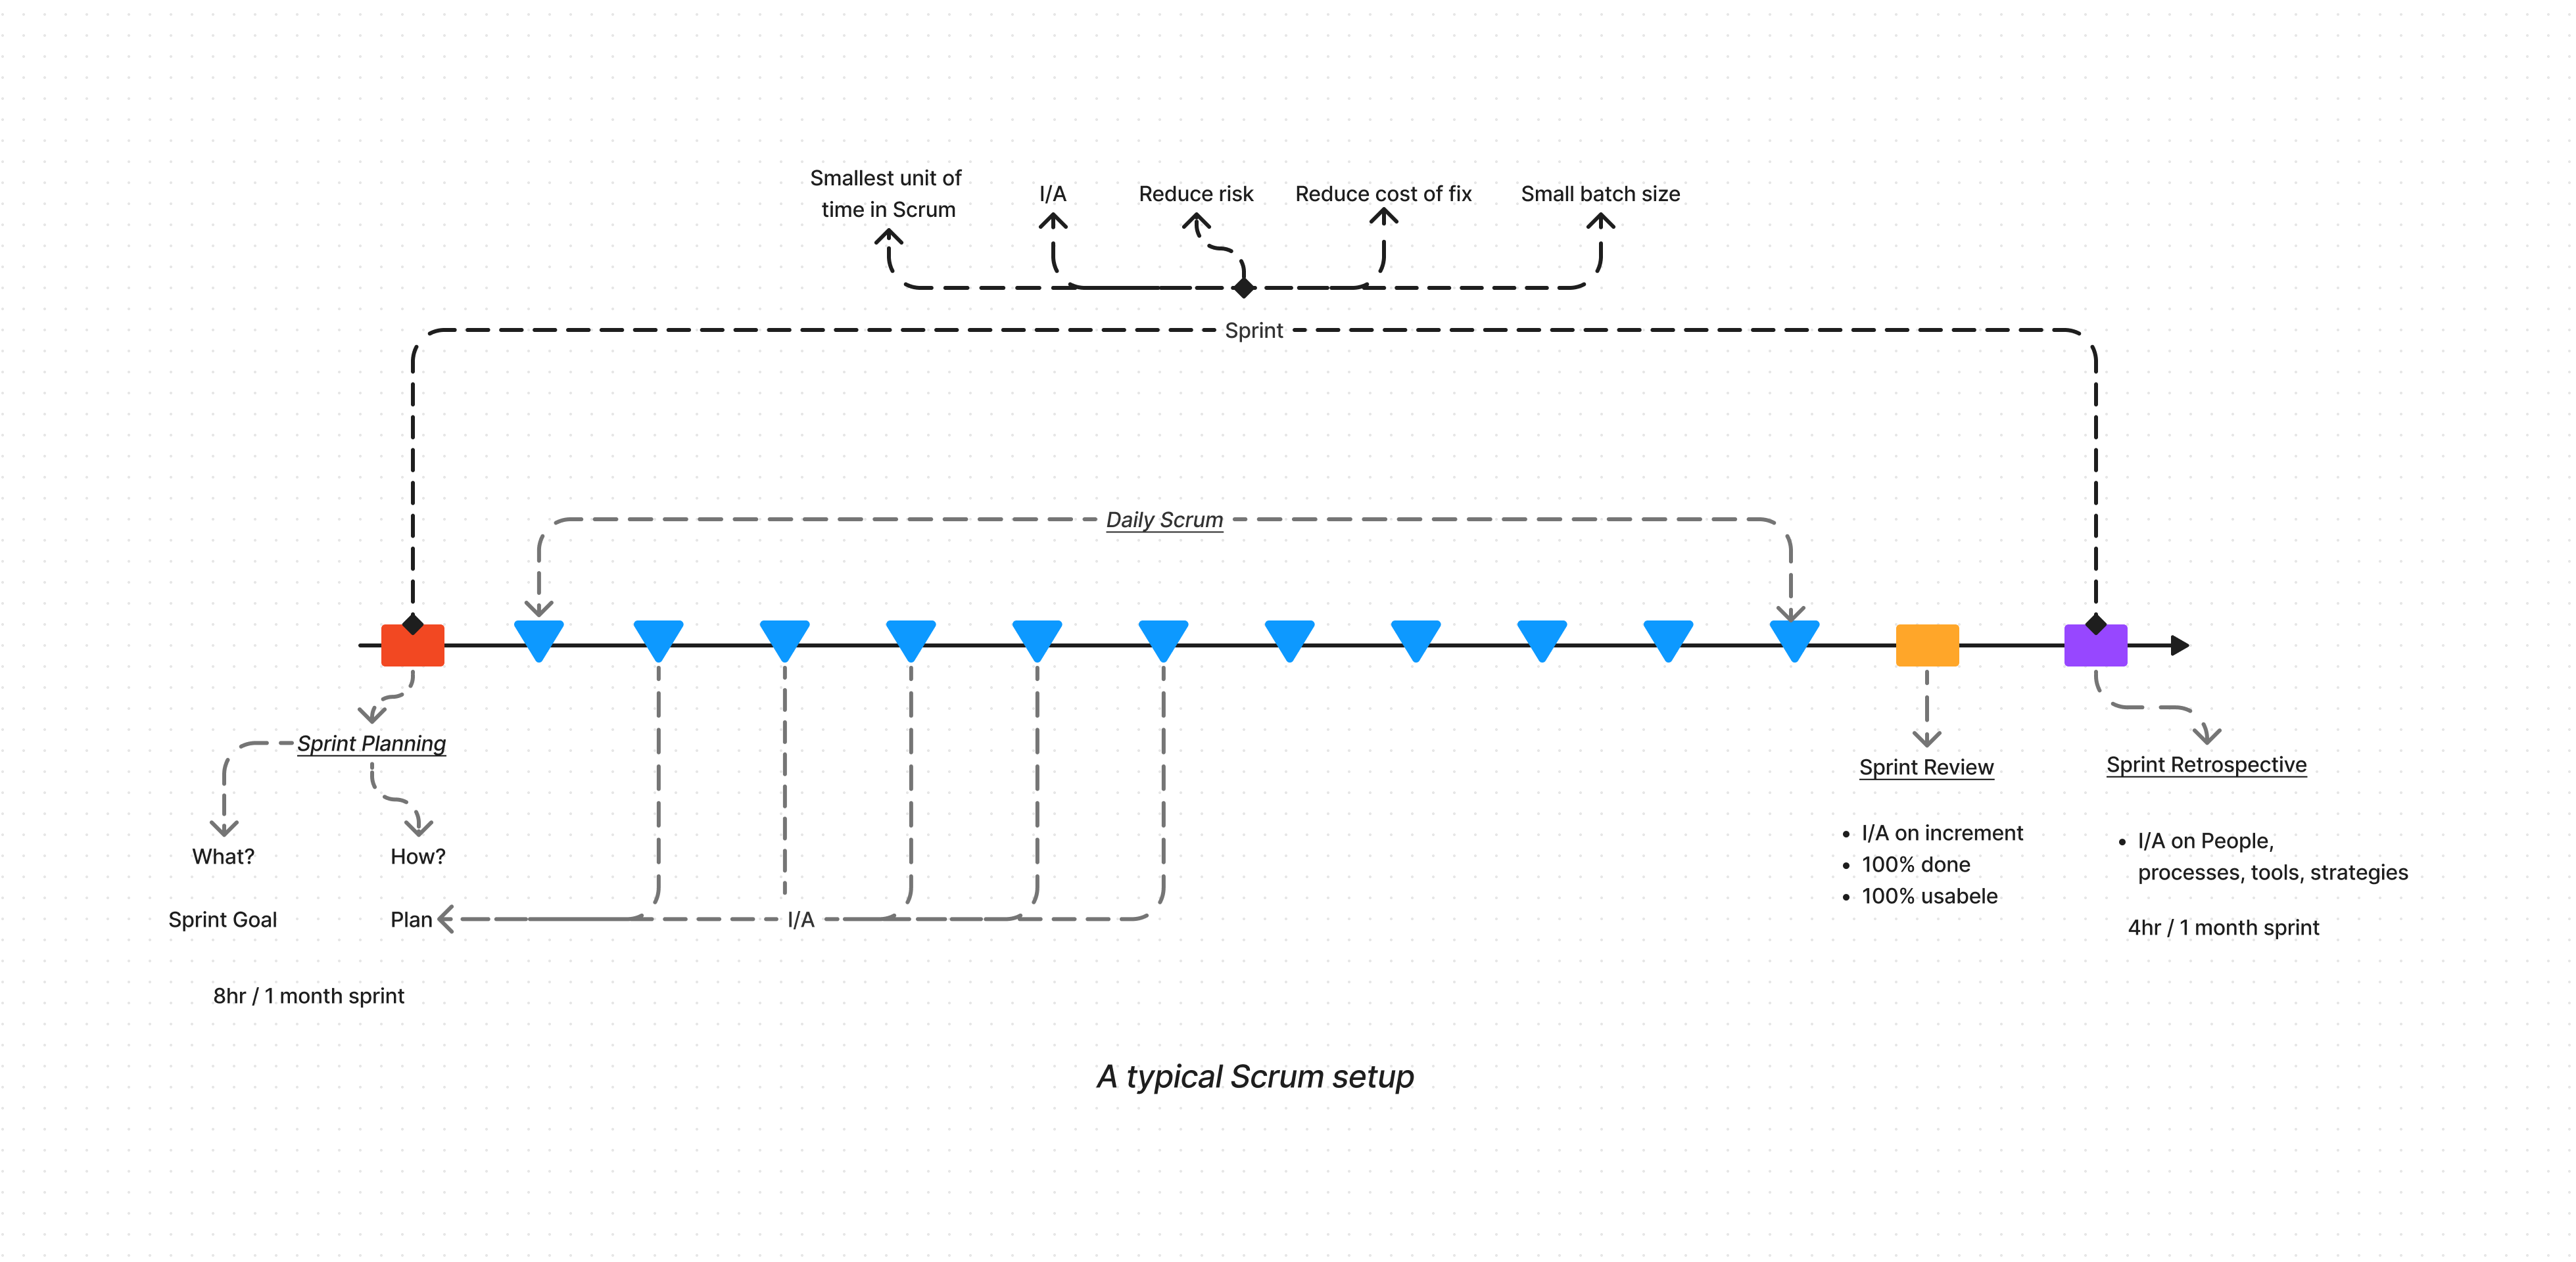 Smallest unit of
time in Scrum
I/A
Reduce risk
Reduce cost of fix
Small batch size
Sprint
Daily Scrum
Sprint Planning
What?
How?
Sprint Goal
Plan
I/A
8hr / 1 month sprint
Sprint Review
• I/A on increment
• 100% done
• 100% usabele
Sprint Retrospective
• I/A on People,
processes, tools, strategies
4hr / 1 month sprint
A typical Scrum setup